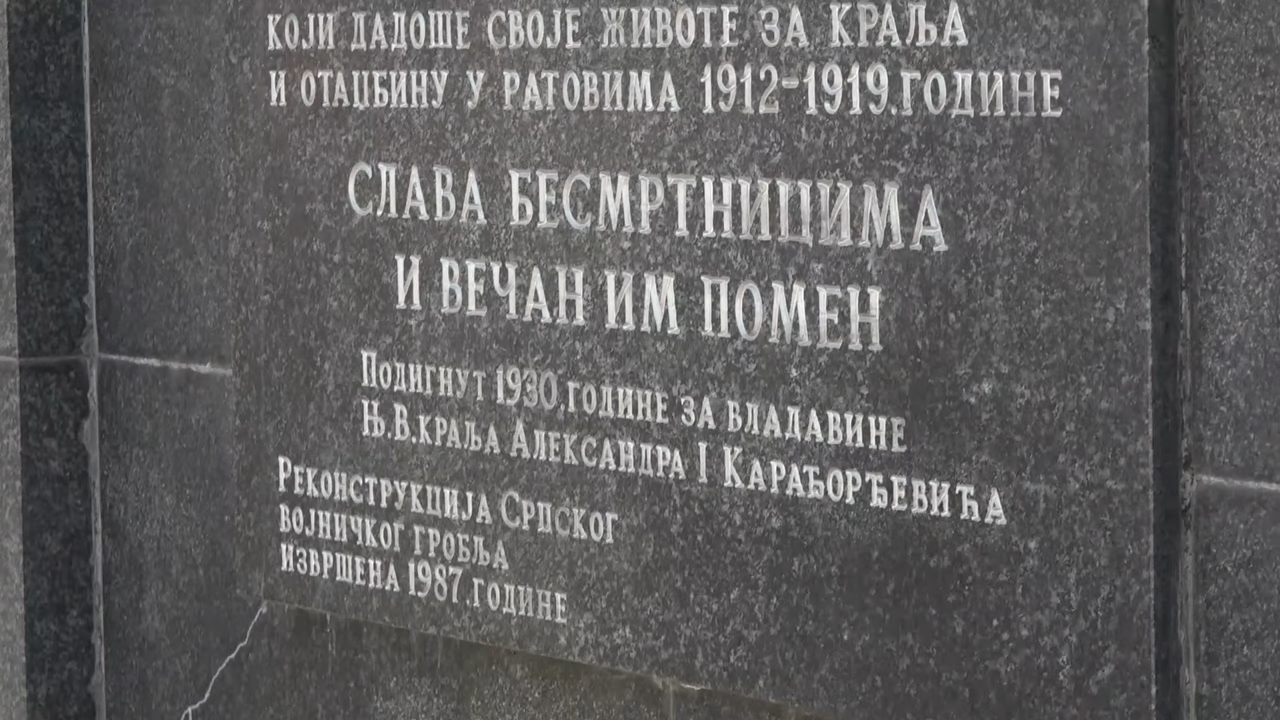 КОЈИ ДАДОШЕ СВОЈЕ ЖИВОТЕ ЗА КРАЉА
И ОТАЏБИНУ У РАТОВИМА 1912-1919.ГОДИНЕ
СЛАВА БЕСМРТНИЦИМА
И ВЕЧАН ИМ ПОМЕН
ПОДИГНУТ 1930.ГОДИНЕ ЗА ВЛАДАВИНЕ
Њ.В.КРАЉА АЛЕКСАНДРА I КАРАЂОРЂЕВИЋА
РЕКОНСТРУКЦИЈА СРПСКОГ
ВОЈНИЧКОГ ГРОБЉА
ИЗВРШЕНА 1987.ГОДИНЕ